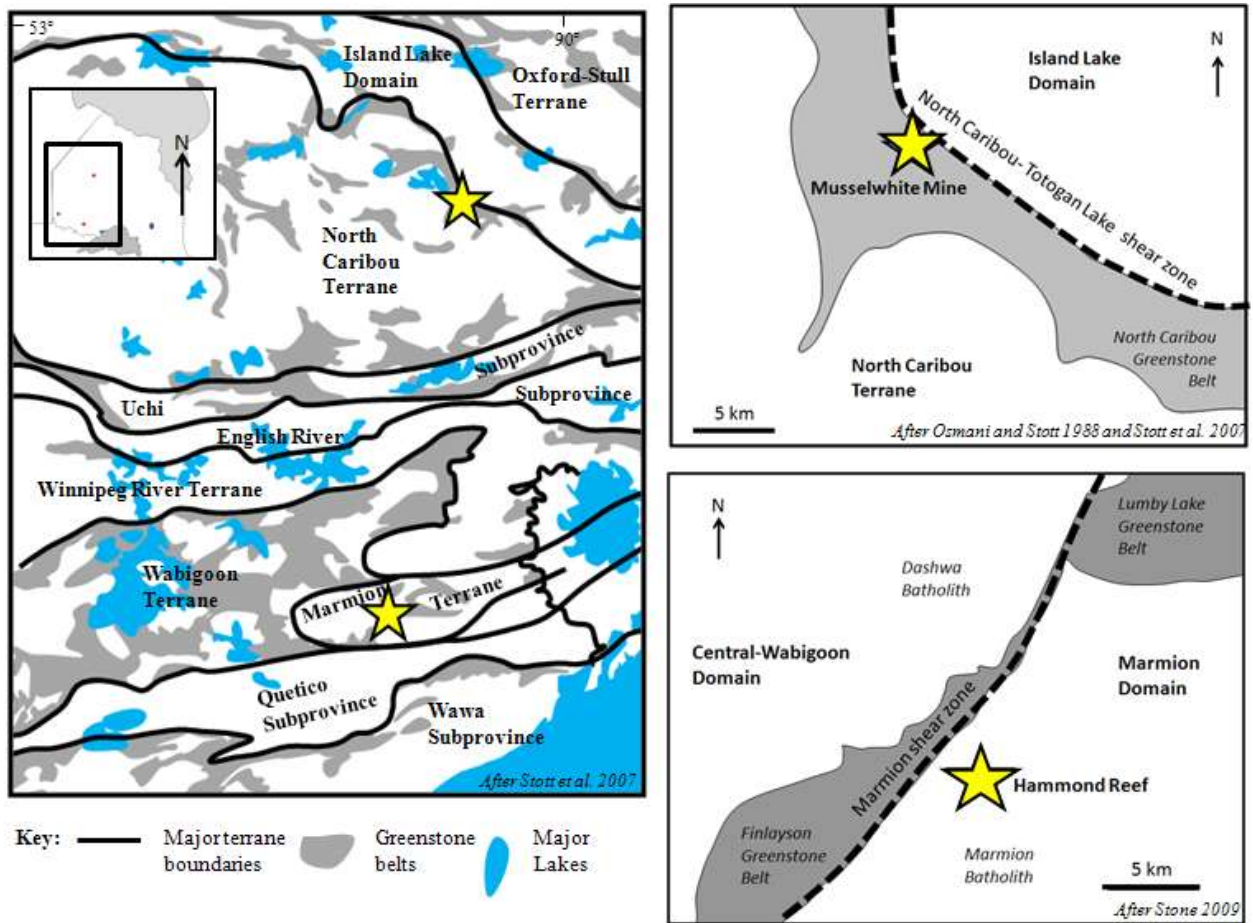 53°
90°
Island Lake
Domain
Oxford-Stull
Terrane
N
North
Caribou
Terrane
Subprovince
Uchi
Subprovince
English River
Winnipeg River Terrane
Wabigoon
Terrane
Marmion Terrane
Quetico
Subprovince
Wawa
Subprovince
After Stott et al. 2007
Key:
Major terrane
boundaries
Greenstone
belts
Major
Lakes
Island Lake
Domain
N
North Caribou- Totogan Lake shear zone
Musselwhite Mine
North Caribou
Terrane
North Caribou
Greenstone
Belt
5 km
After Osmani and Stott 1988 and Stott et al. 2007
N
Lumby Lake
Greenstone
Belt
Dashwa
Batholith
Central-Wabigoon
Domain
Marmion
Domain
Marmion shear zone
Hammond Reef
Finlayson
Greenstone
Belt
Marmion
Batholith
5 km
After Stone 2009